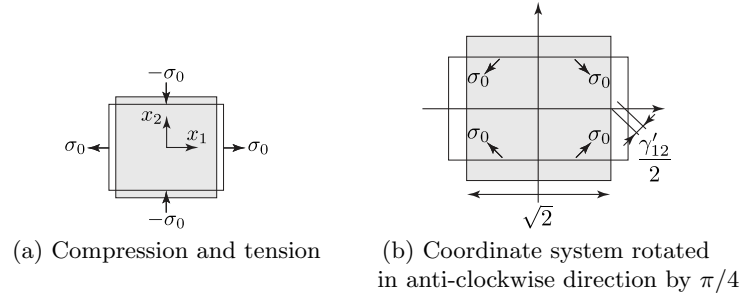 −σ₀
x₂
x₁
σ₀ σ₀
−σ₀
(a) Compression and tension
σ₀ σ₀
σ₀ σ₀
γ′₁₂
2
√2
(b) Coordinate system rotated
in anti-clockwise direction by π/4